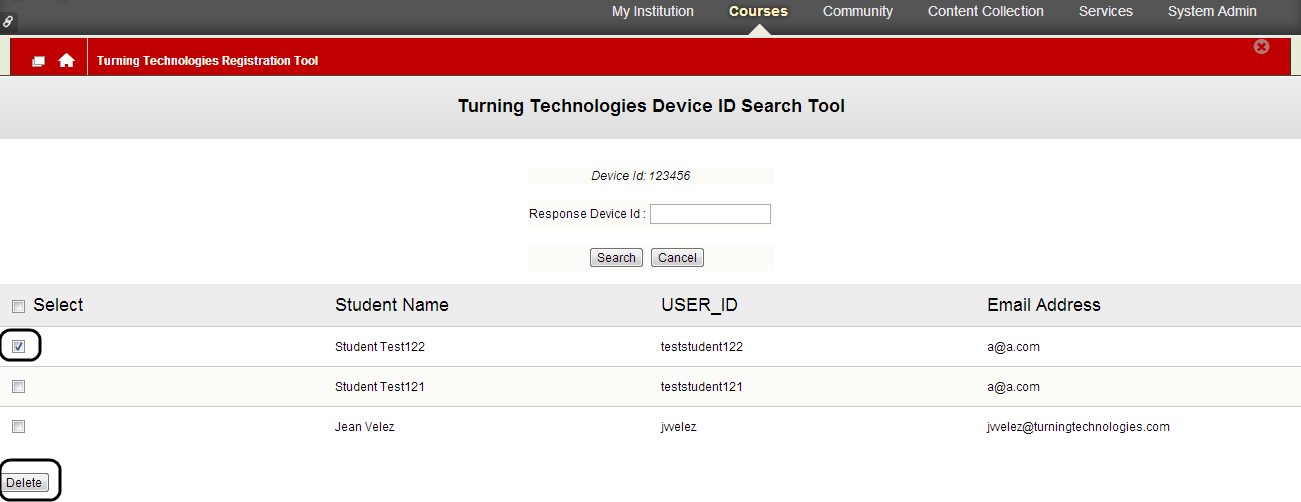 My Institution Courses Community Content Collection Services System Admin
Turning Technologies Registration Tool
Turning Technologies Device ID Search Tool
Device Id: 123456
Response Device Id :
Search Cancel
Select Student Name USER_ID Email Address
Student Test122 teststudent122 a@a.com
Student Test121 teststudent121 a@a.com
Jean Velez jvvelez jvvelez@turningtechnologies.com
Delete